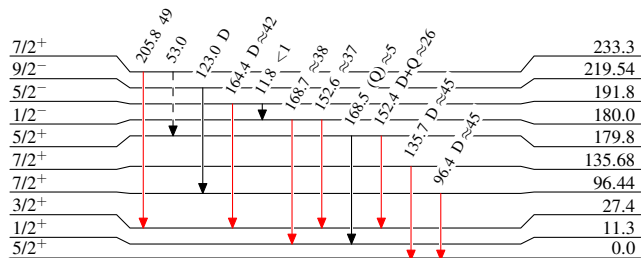 205.8 49
53.0
123.0 D
164.4 D ≈42
11.8 <1
168.7 ≈38
152.6 ≈37
168.5 (Q) ≈5
152.4 D+Q ≈26
135.7 D ≈45
96.4 D ≈45
7/2+ 233.3
9/2− 219.54
5/2− 191.8
1/2− 180.0
5/2+ 179.8
7/2+ 135.68
7/2+ 96.44
3/2+ 27.4
1/2+ 11.3
5/2+ 0.0